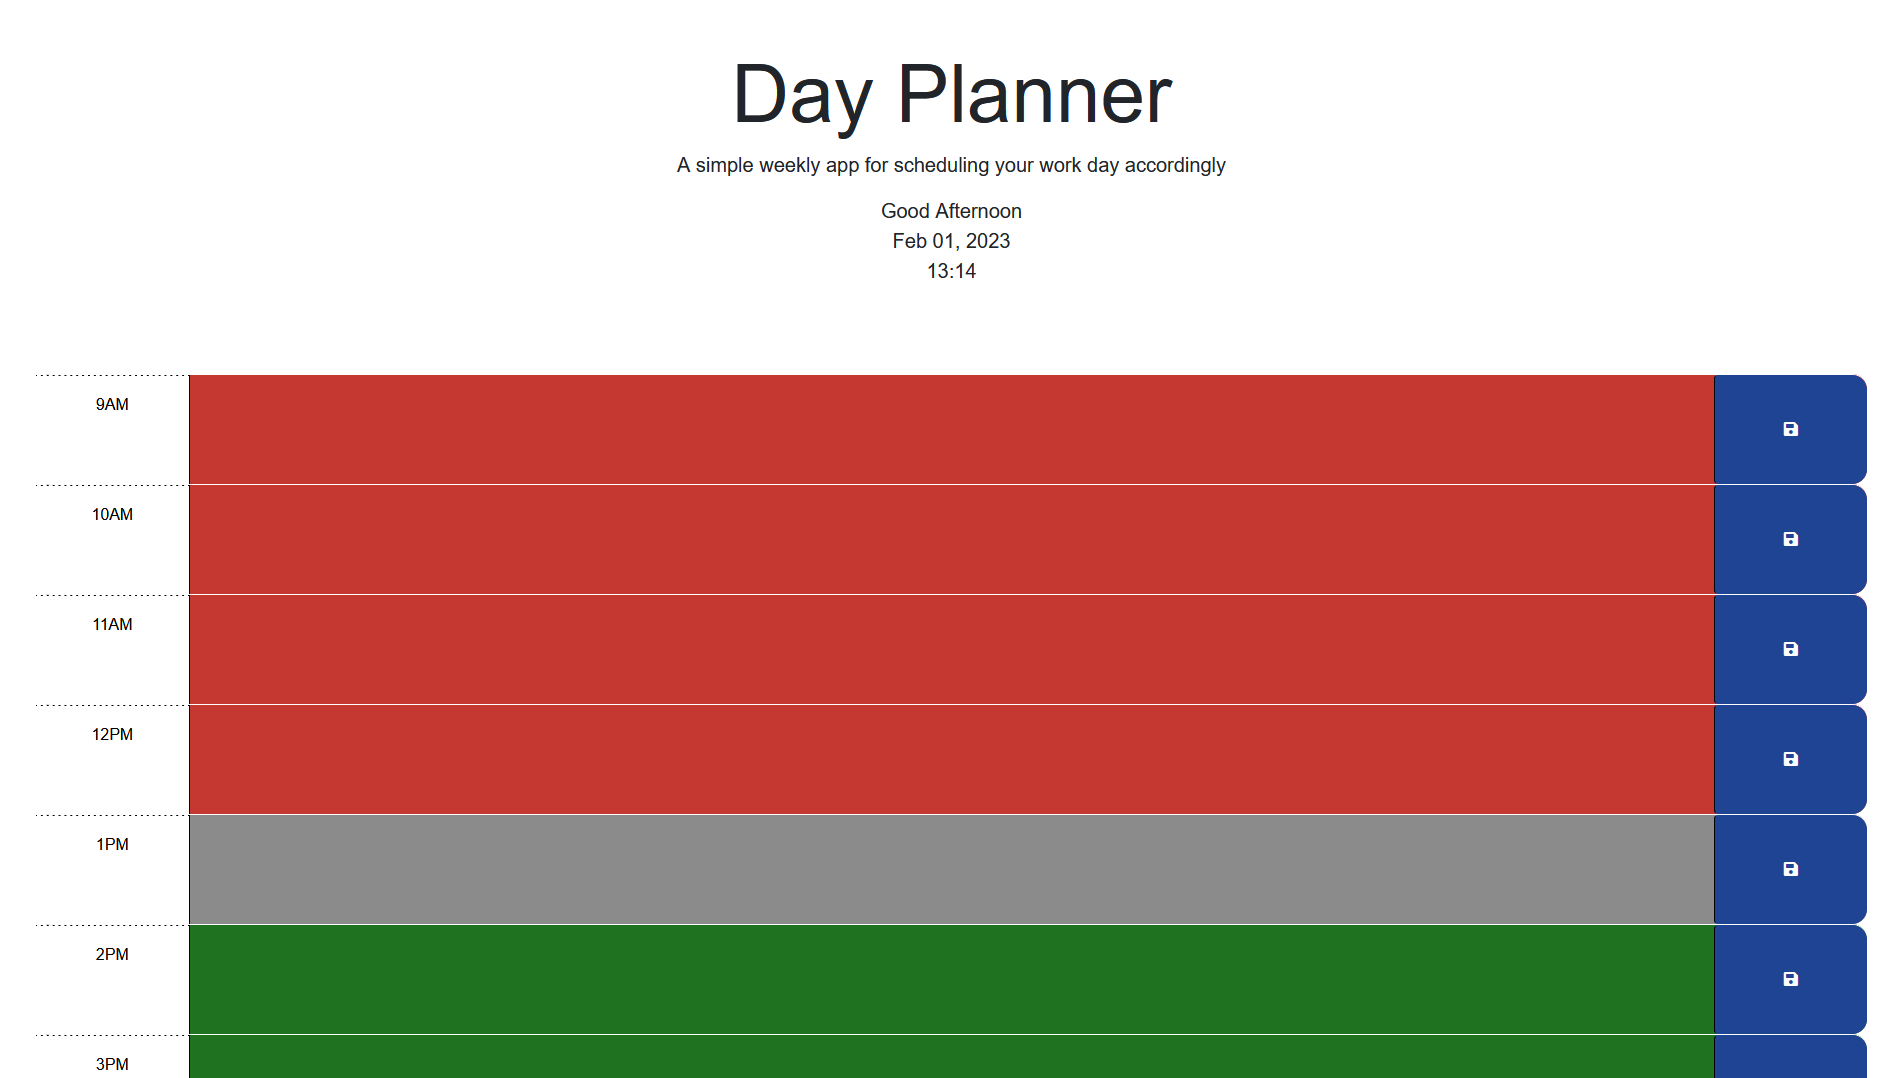 Day Planner
A simple weekly app for scheduling your work day accordingly
Good Afternoon
Feb 01, 2023
13:14
9AM
10AM
11AM
12PM
1PM
2PM
3PM